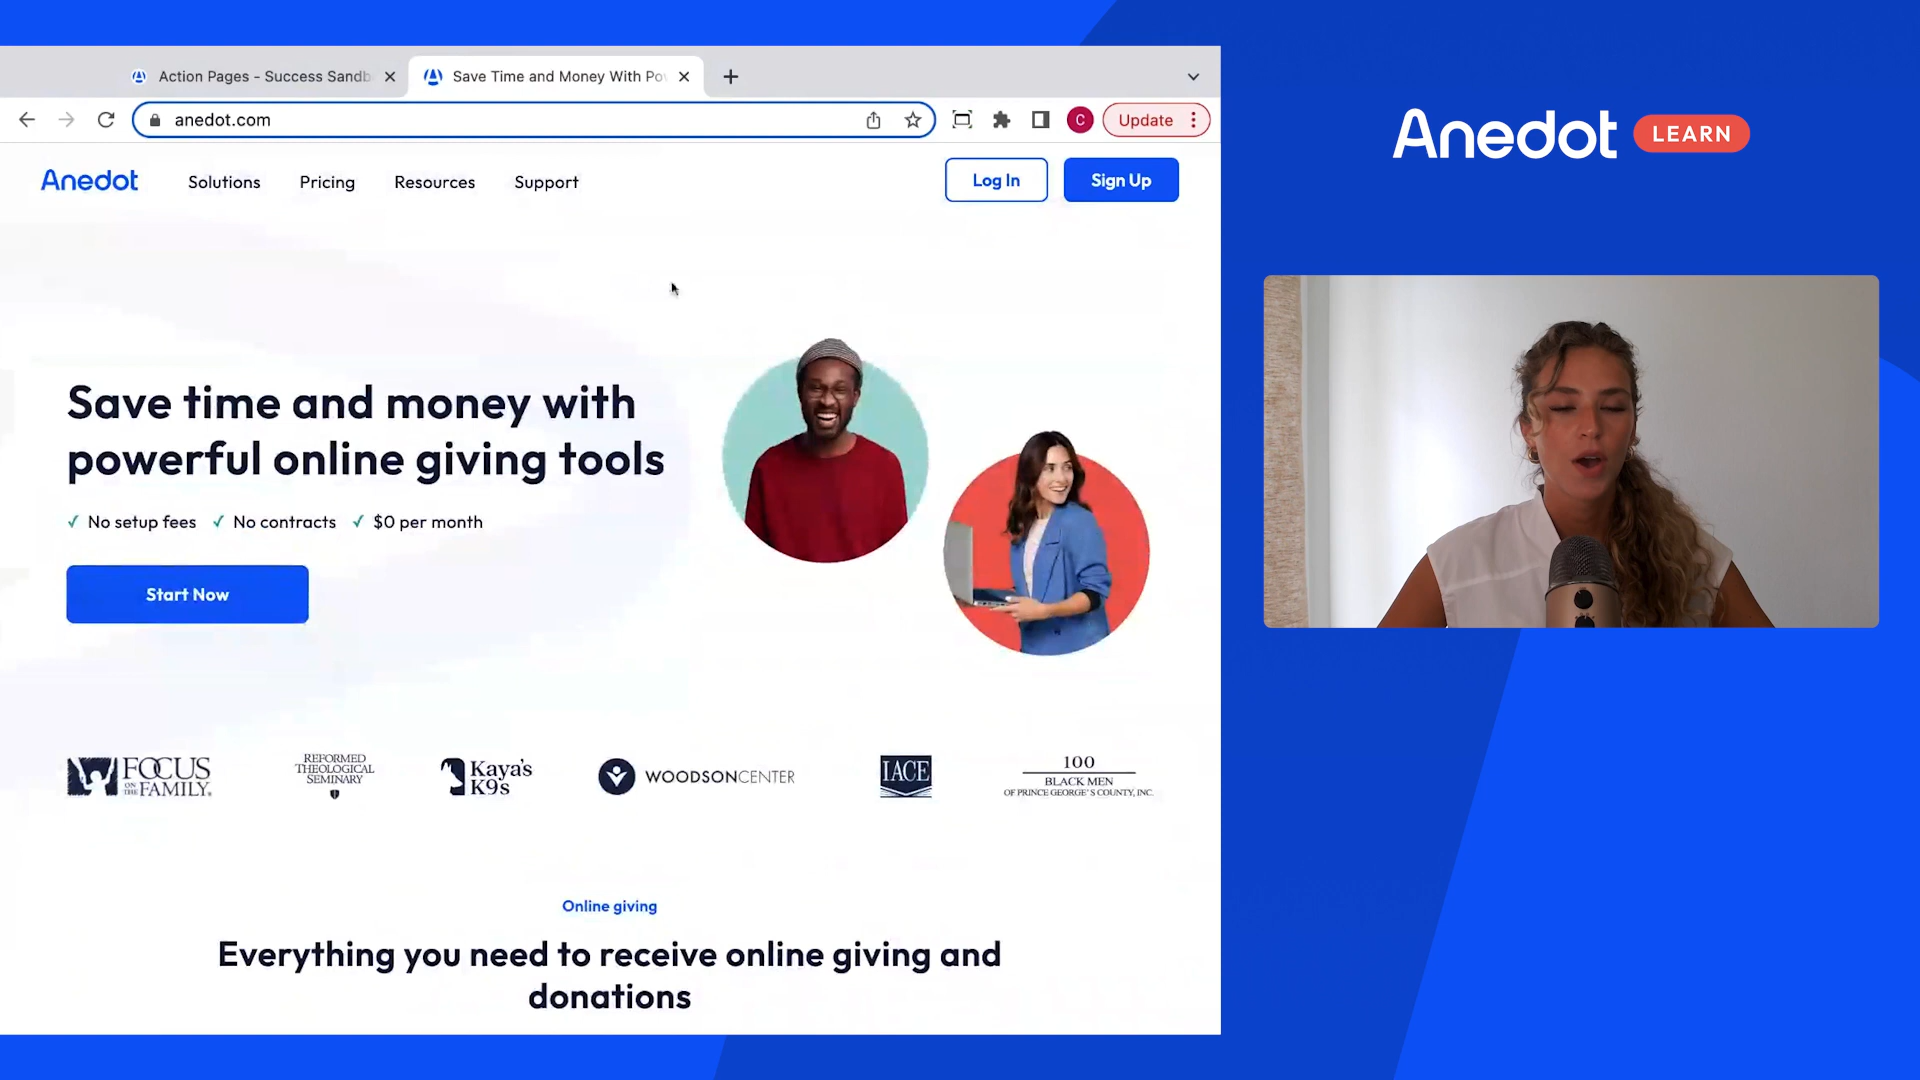 Action Pages - Success Sandb
Save Time and Money With Po
anedot.com
C
Update
Anedot
Solutions
Pricing
Resources
Support
Log In
Sign Up
Save time and money with
powerful online giving tools
✓ No setup fees ✓ No contracts ✓ $0 per month
Start Now
FOCUS
ON THE
FAMILY.
REFORMED
THEOLOGICAL
SEMINARY
Kaya's
K9s
WOODSONCENTER
IACE
100
BLACK MEN
OF PRINCE GEORGE'S COUNTY, INC.
Online giving
Everything you need to receive online giving and
donations
Anedot LEARN